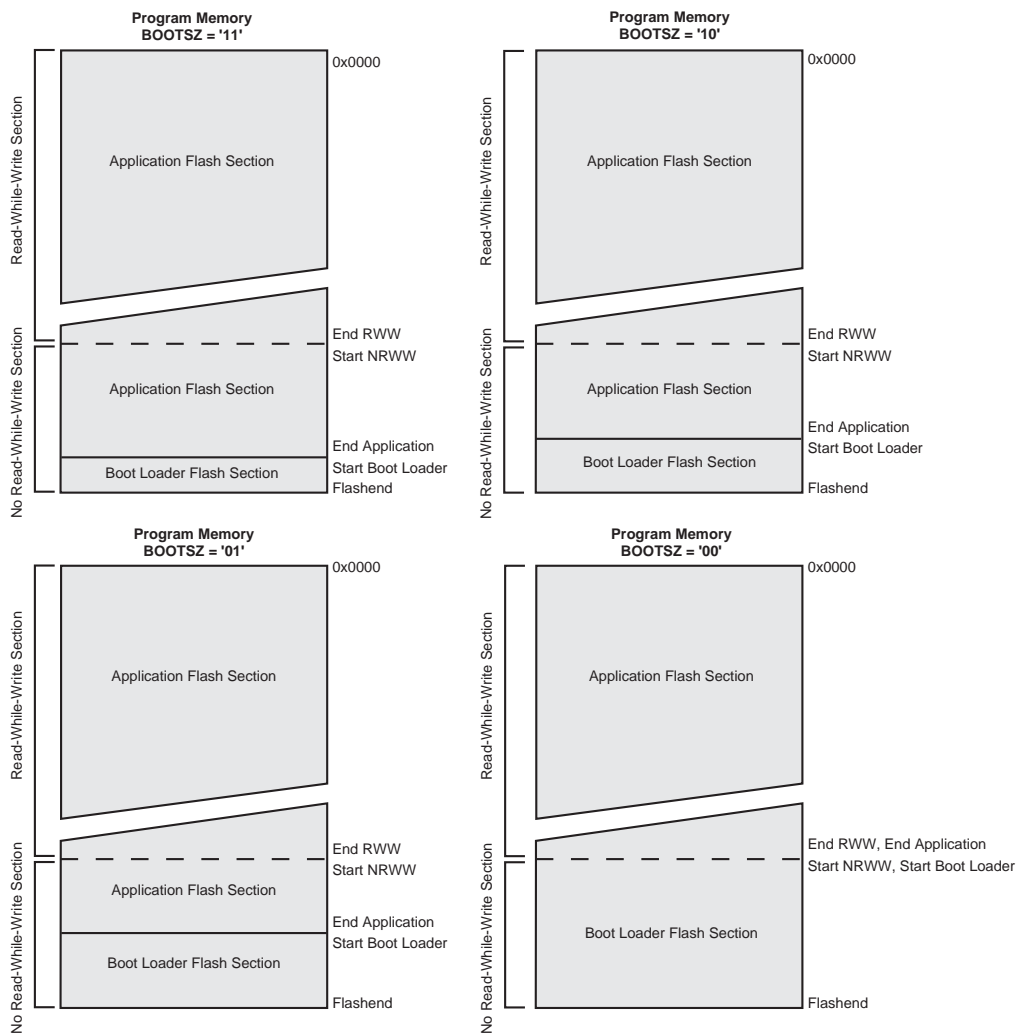 Program Memory
BOOTSZ = '11'
0x0000
Read-While-Write Section
Application Flash Section
End RWW
Start NRWW
No Read-While-Write Section
Application Flash Section
End Application
Start Boot Loader
Boot Loader Flash Section
Flashend
Program Memory
BOOTSZ = '10'
0x0000
Read-While-Write Section
Application Flash Section
End RWW
Start NRWW
No Read-While-Write Section
Application Flash Section
End Application
Start Boot Loader
Boot Loader Flash Section
Flashend
Program Memory
BOOTSZ = '01'
0x0000
Read-While-Write Section
Application Flash Section
End RWW
Start NRWW
No Read-While-Write Section
Application Flash Section
End Application
Start Boot Loader
Boot Loader Flash Section
Flashend
Program Memory
BOOTSZ = '00'
0x0000
Read-While-Write Section
Application Flash Section
End RWW, End Application
Start NRWW, Start Boot Loader
No Read-While-Write Section
Boot Loader Flash Section
Flashend